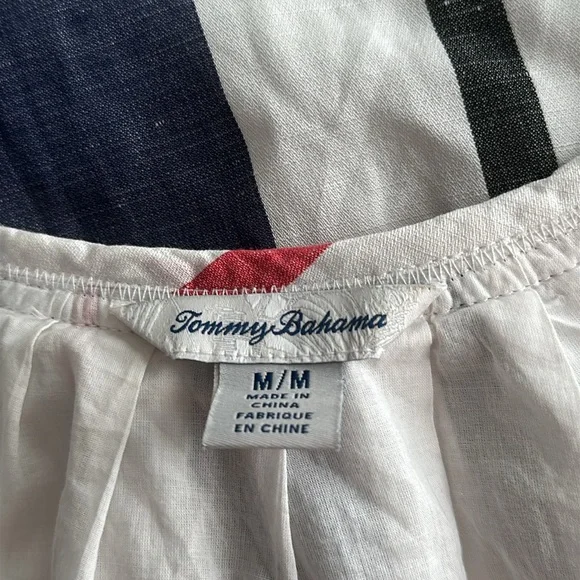 Tommy Bahama
M/M
MADE IN
CHINA
FABRIQUE
EN CHINE